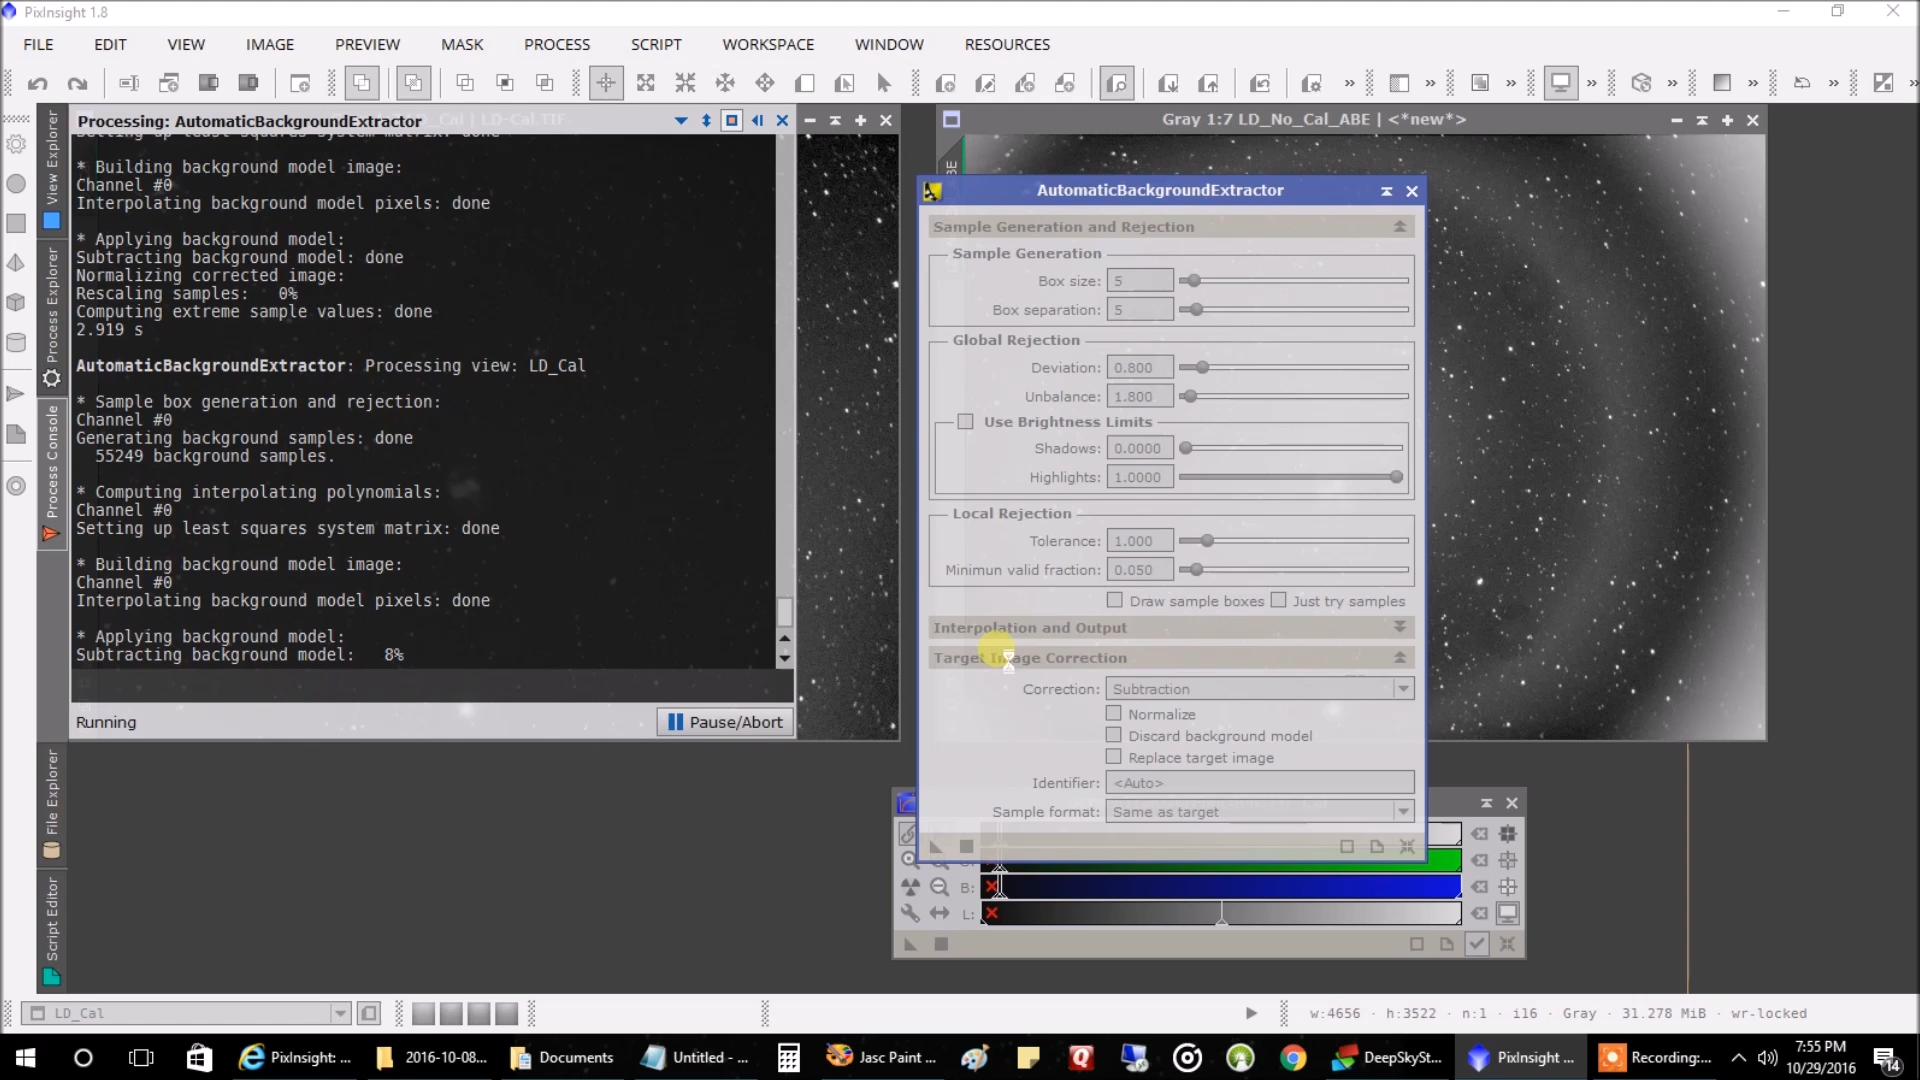 PixInsight 1.8
FILE EDIT VIEW IMAGE PREVIEW MASK PROCESS SCRIPT WORKSPACE WINDOW RESOURCES
Processing: AutomaticBackgroundExtractor
Setting up least squares system matrix: done
* Building background model image:
Channel #0
Interpolating background model pixels: done
* Applying background model:
Subtracting background model: done
Normalizing corrected image:
Rescaling samples: 0%
Computing extreme sample values: done
2.919 s
AutomaticBackgroundExtractor: Processing view: LD_Cal
* Sample box generation and rejection:
Channel #0
Generating background samples: done
55249 background samples.
* Computing interpolating polynomials:
Channel #0
Setting up least squares system matrix: done
* Building background model image:
Channel #0
Interpolating background model pixels: done
* Applying background model:
Subtracting background model: 8%
Running
Pause/Abort
View Explorer
Process Explorer
Process Console
File Explorer
Script Editor
Gray 1:7 LD_No_Cal_ABE | <*new*>
AutomaticBackgroundExtractor
Sample Generation and Rejection
Sample Generation
Box size: 5
Box separation: 5
Global Rejection
Deviation: 0.800
Unbalance: 1.800
Use Brightness Limits
Shadows: 0.0000
Highlights: 1.0000
Local Rejection
Tolerance: 1.000
Minimun valid fraction: 0.050
Draw sample boxes Just try samples
Interpolation and Output
Target Image Correction
Correction: Subtraction
Normalize
Discard background model
Replace target image
Identifier: <Auto>
Sample format: Same as target
B:
L:
LD_Cal
w:4656 · h:3522 · n:1 · i16 · Gray · 31.278 MiB · wr-locked
PixInsight: ...
2016-10-08...
Documents
Untitled - ...
Jasc Paint ...
DeepSkySt...
PixInsight ...
Recording:...
7:55 PM
10/29/2016
14